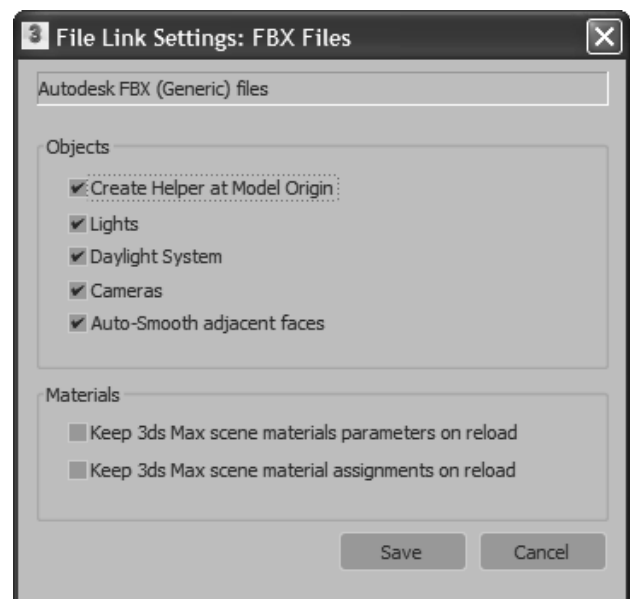 3 File Link Settings: FBX Files
Autodesk FBX (Generic) files
Objects
Create Helper at Model Origin
Lights
Daylight System
Cameras
Auto-Smooth adjacent faces
Materials
Keep 3ds Max scene materials parameters on reload
Keep 3ds Max scene material assignments on reload
Save Cancel